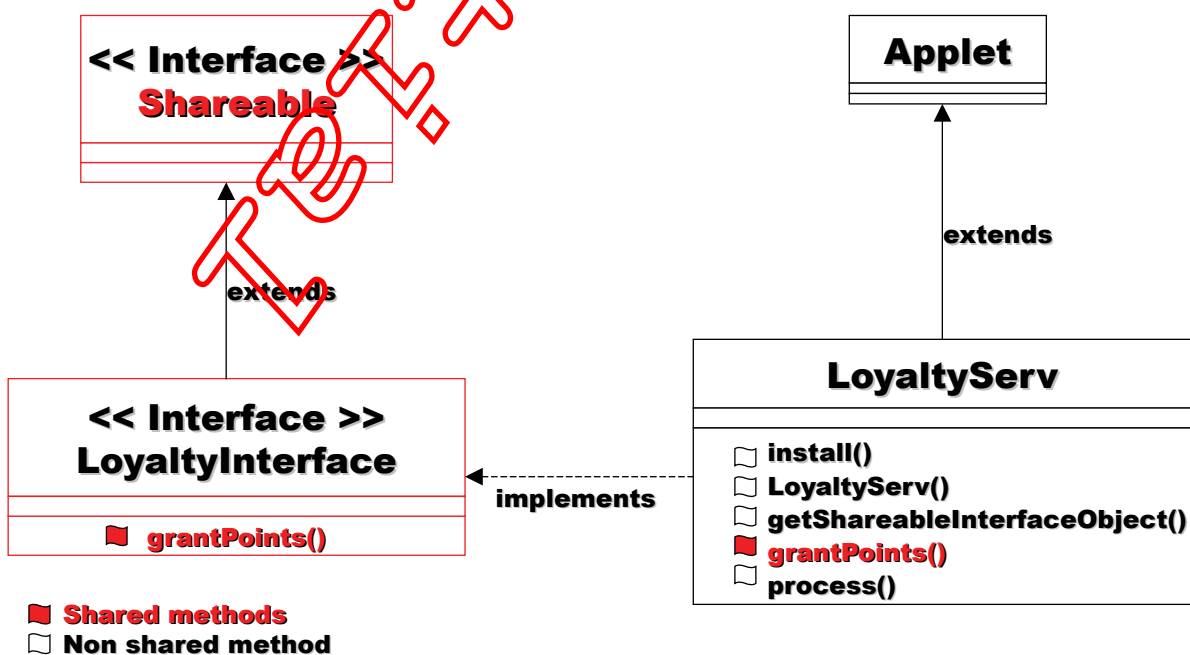 << Interface >>
Shareable
extends
<< Interface >>
LoyaltyInterface
grantPoints()
Shared methods
Non shared method
implements
Applet
extends
LoyaltyServ
install()
LoyaltyServ()
getShareableInterfaceObject()
grantPoints()
process()